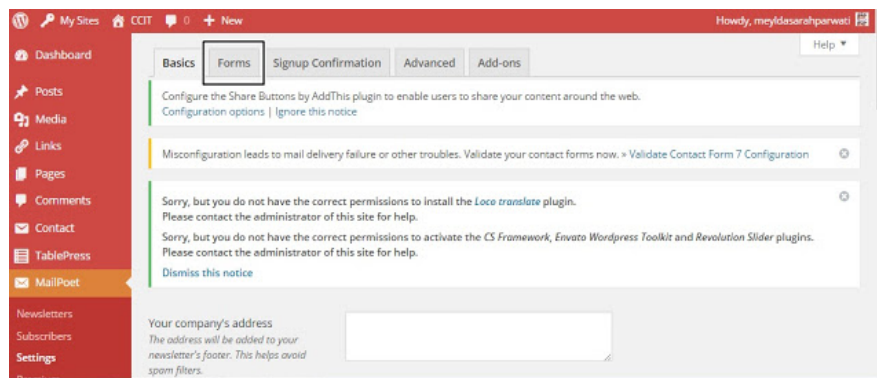 My Sites CCIT 0 + New Howdy, meyldasarahparwati
Help ▼
Dashboard
Posts
Media
Links
Pages
Comments
Contact
TablePress
MailPoet
Newsletters
Subscribers
Settings
Basics Forms Signup Confirmation Advanced Add-ons
Configure the Share Buttons by AddThis plugin to enable users to share your content around the web.
Configuration options | Ignore this notice
Misconfiguration leads to mail delivery failure or other troubles. Validate your contact forms now. » Validate Contact Form 7 Configuration
Sorry, but you do not have the correct permissions to install the Loco translate plugin.
Please contact the administrator of this site for help.
Sorry, but you do not have the correct permissions to activate the CS Framework, Envato Wordpress Toolkit and Revolution Slider plugins.
Please contact the administrator of this site for help.
Dismiss this notice
Your company's address
The address will be added to your
newsletter's footer. This helps avoid
spam filters.